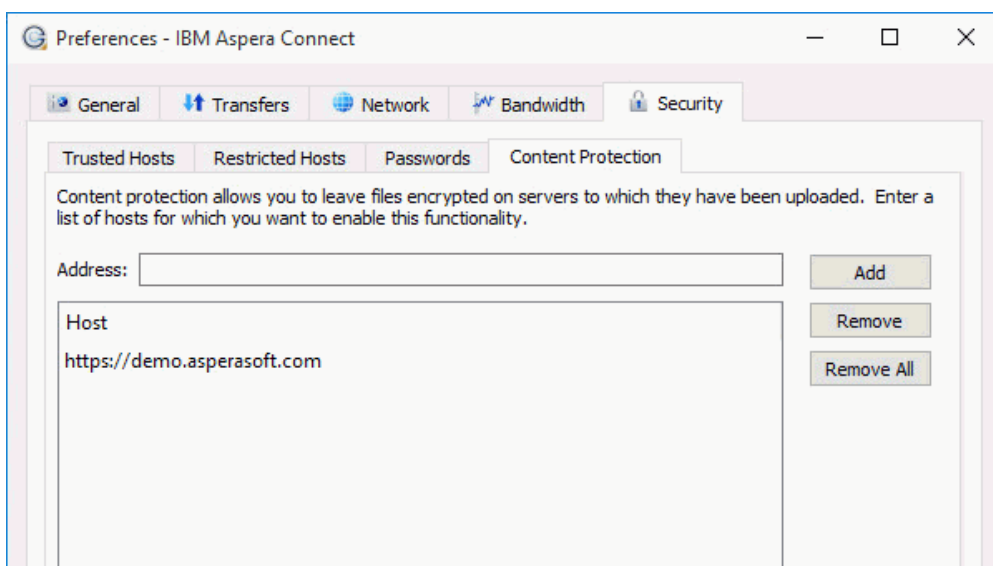 Preferences - IBM Aspera Connect
General Transfers Network Bandwidth Security
Trusted Hosts Restricted Hosts Passwords Content Protection
Content protection allows you to leave files encrypted on servers to which they have been uploaded.  Enter a
list of hosts for which you want to enable this functionality.
Address: Add
Host Remove
https://demo.asperasoft.com
Remove All